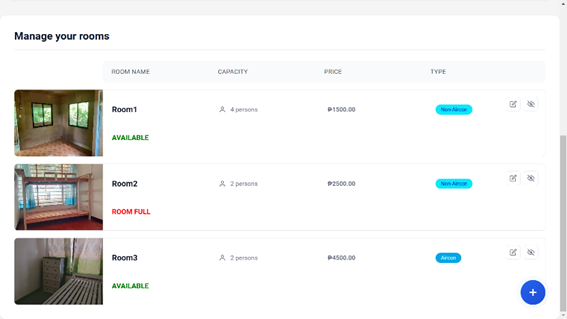 Manage your rooms
ROOM NAME CAPACITY PRICE TYPE
Room1 4 persons ₱1500.00 Non-Aircon
AVAILABLE
Room2 2 persons ₱2500.00 Non-Aircon
ROOM FULL
Room3 2 persons ₱4500.00 Aircon
AVAILABLE
+